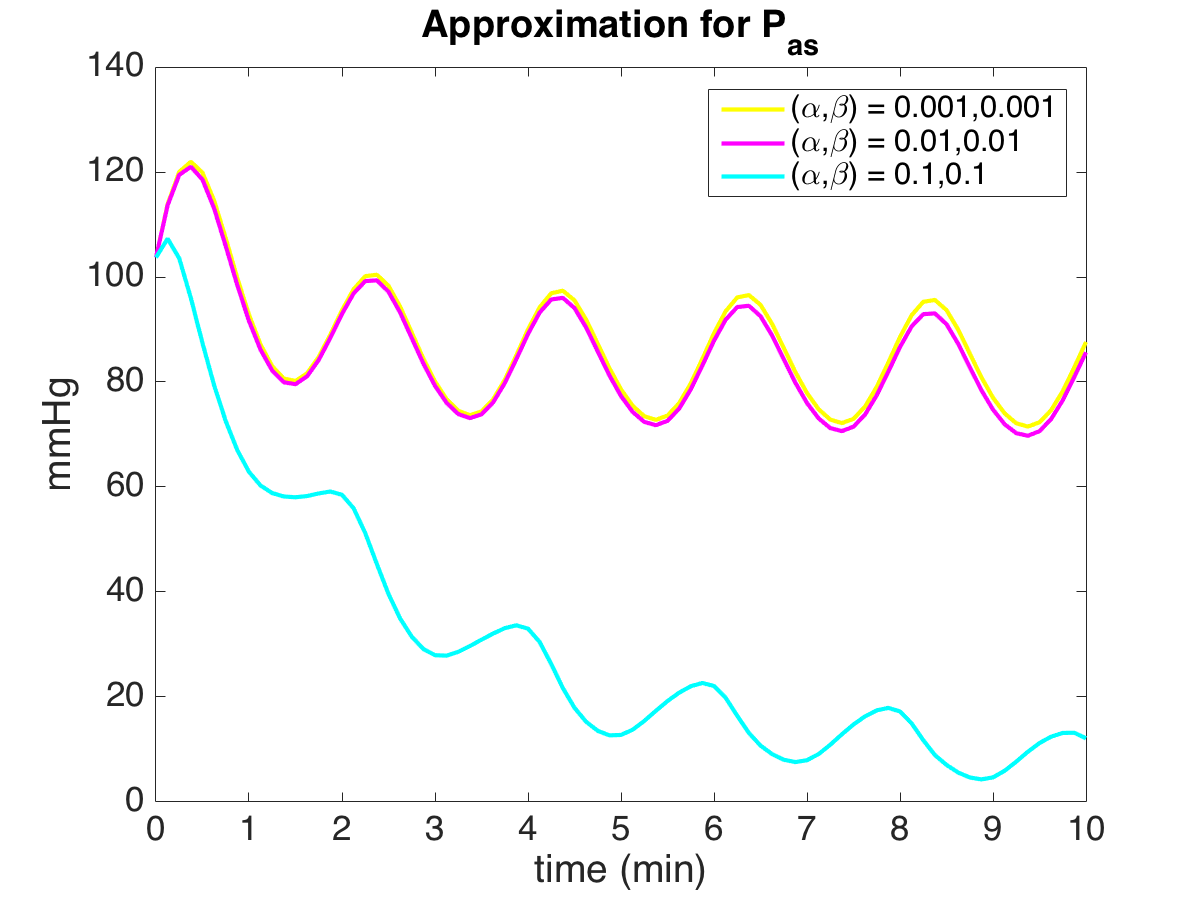 Approximation for P_as
140
120
100
80
60
40
20
0
mmHg
(α,β) = 0.001,0.001
(α,β) = 0.01,0.01
(α,β) = 0.1,0.1
0 1 2 3 4 5 6 7 8 9 10
time (min)